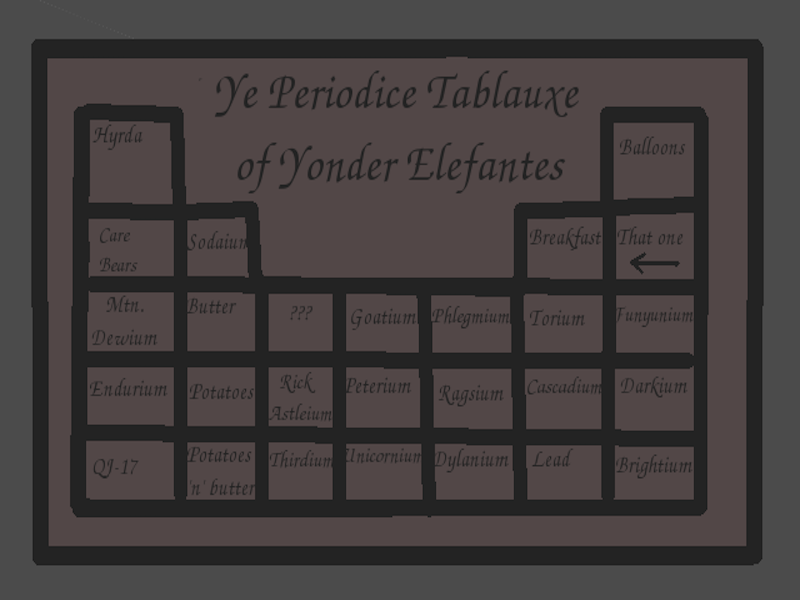 Ye Periodice Tablauxe
of Yonder Elefantes
Hyrda
Balloons
Care
Bears
Sodaium
Breakfast
That one
Mtn.
Dewium
Butter
???
Goatium
Phlegmium
Torium
Funyunium
Endurium
Potatoes
Rick
Astleium
Peterium
Ragsium
Cascadium
Darkium
QJ-17
Potatoes
'n' butter
Thirdium
Unicornium
Dylanium
Lead
Brightium